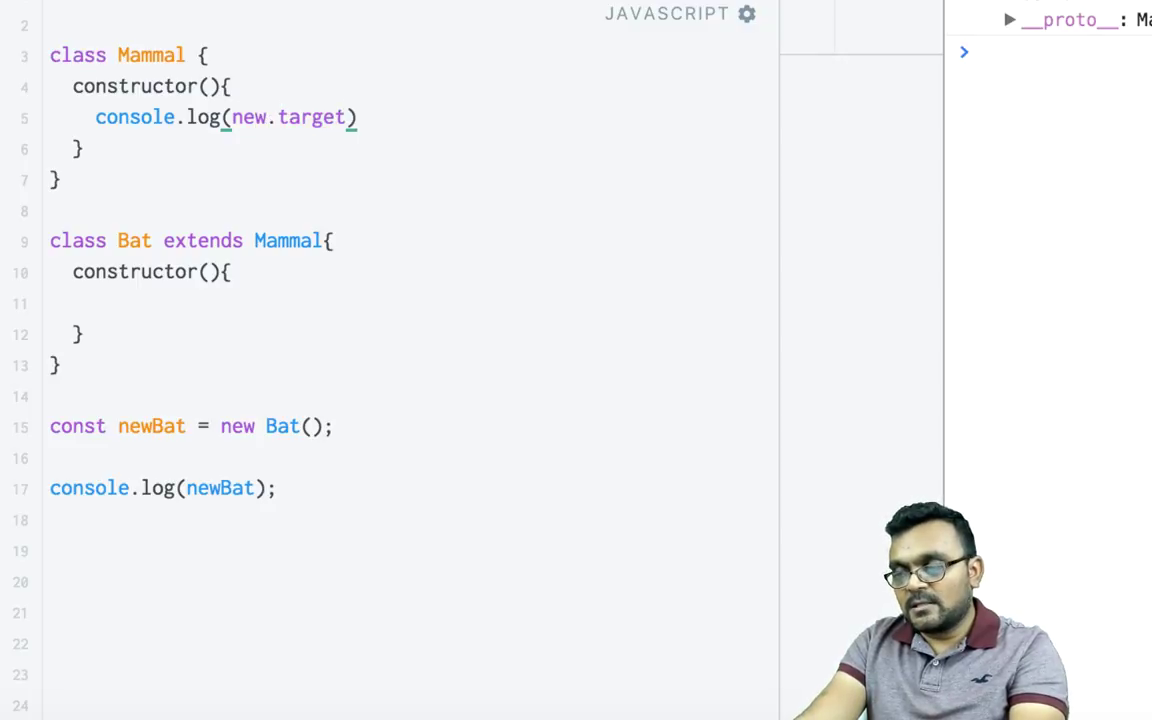 JAVASCRIPT
__proto__: Ma
2
3 class Mammal {
4 constructor(){
5 console.log(new.target)
6 }
7 }
8
9 class Bat extends Mammal{
10 constructor(){
11
12 }
13 }
14
15 const newBat = new Bat();
16
17 console.log(newBat);
18
19
20
21
22
23
24